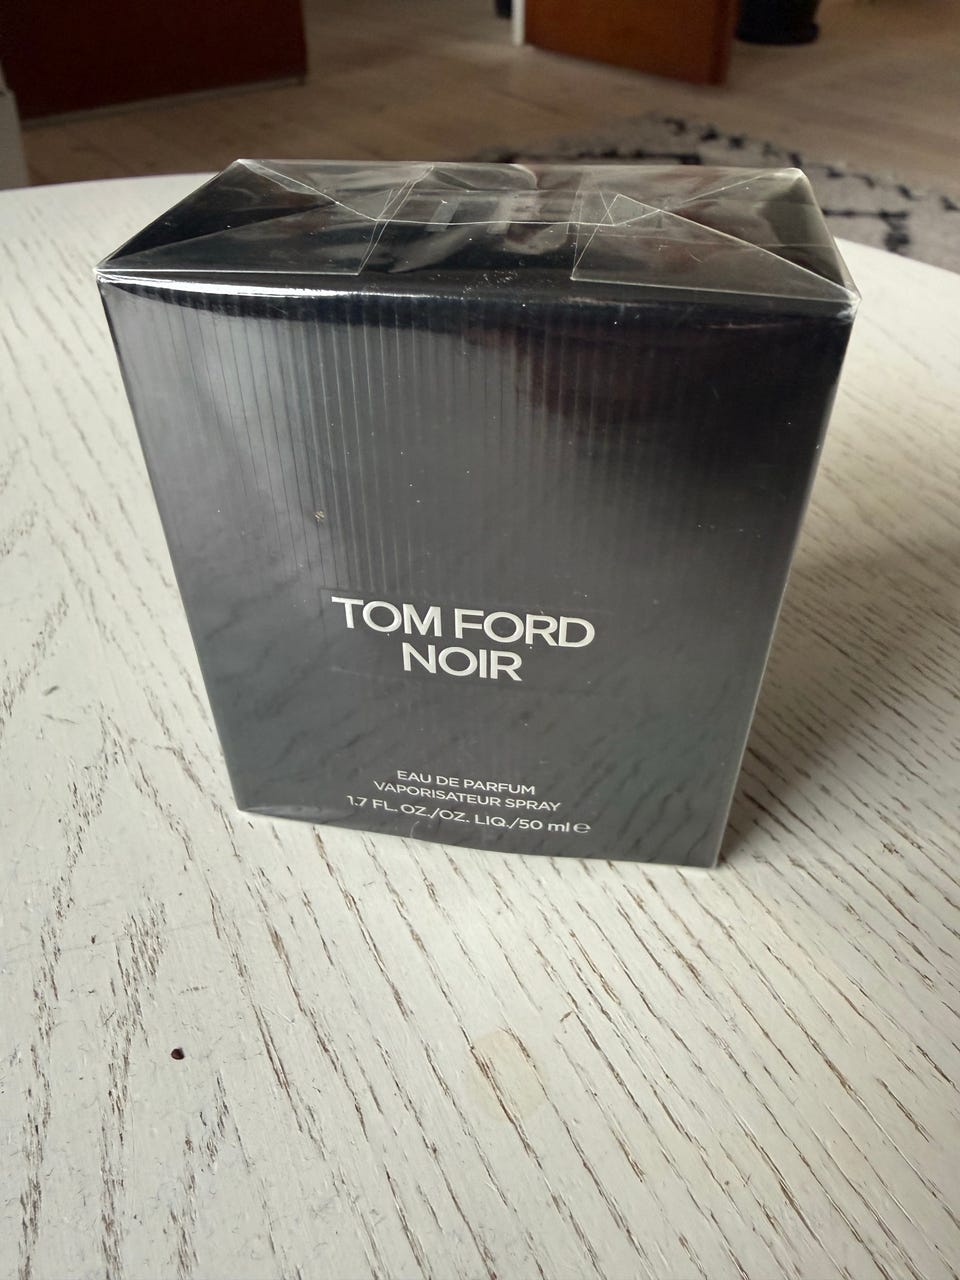 TOM FORD
NOIR
EAU DE PARFUM
VAPORISATEUR SPRAY
1.7 FL. OZ./OZ. LIQ./50 ml ℮